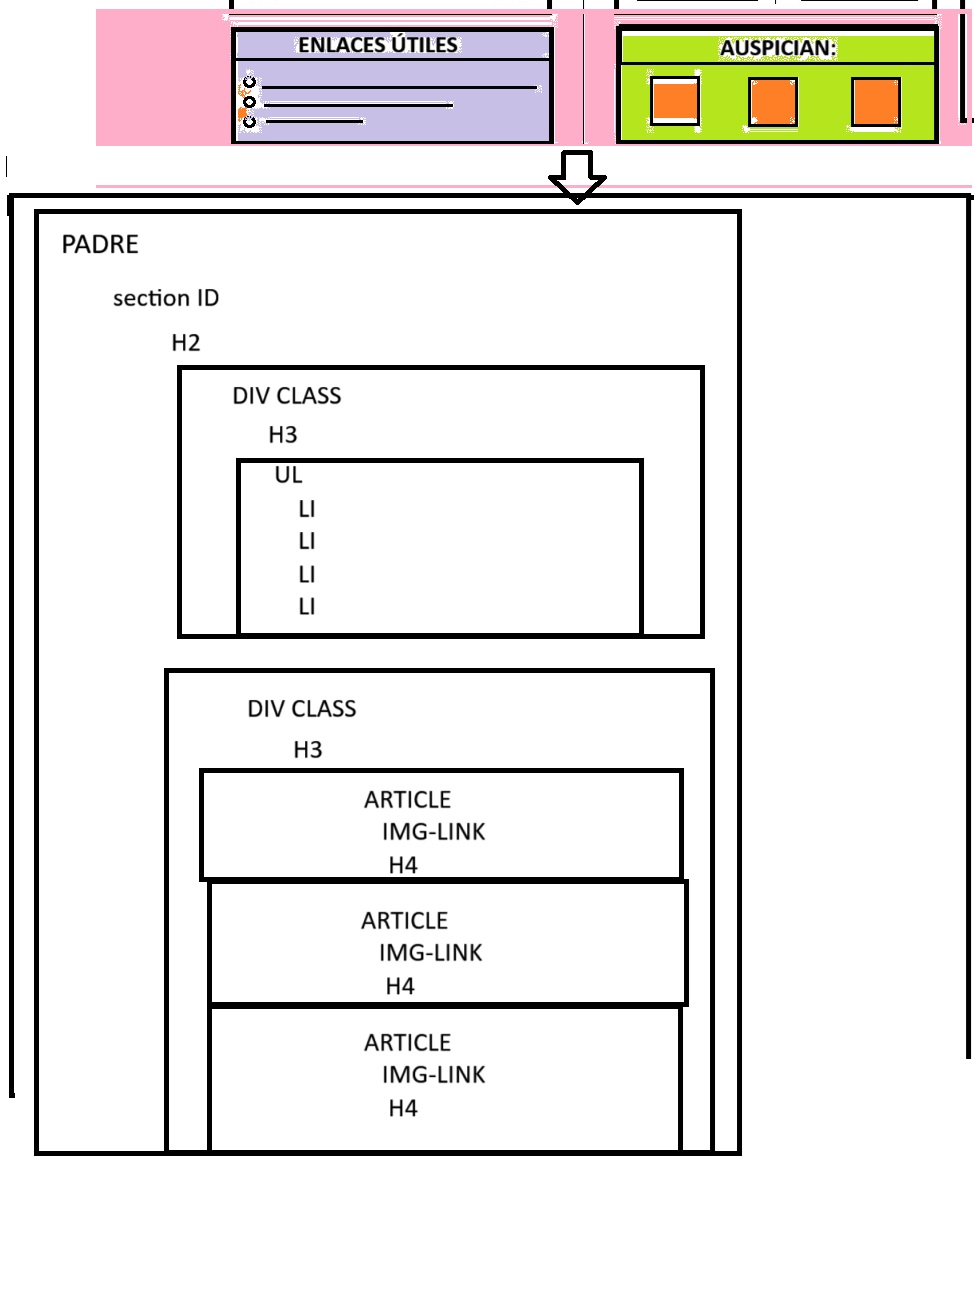 ENLACES ÚTILES
AUSPICIAN:
PADRE
section ID
H2
DIV CLASS
H3
UL
LI
LI
LI
LI
DIV CLASS
H3
ARTICLE
IMG-LINK
H4
ARTICLE
IMG-LINK
H4
ARTICLE
IMG-LINK
H4